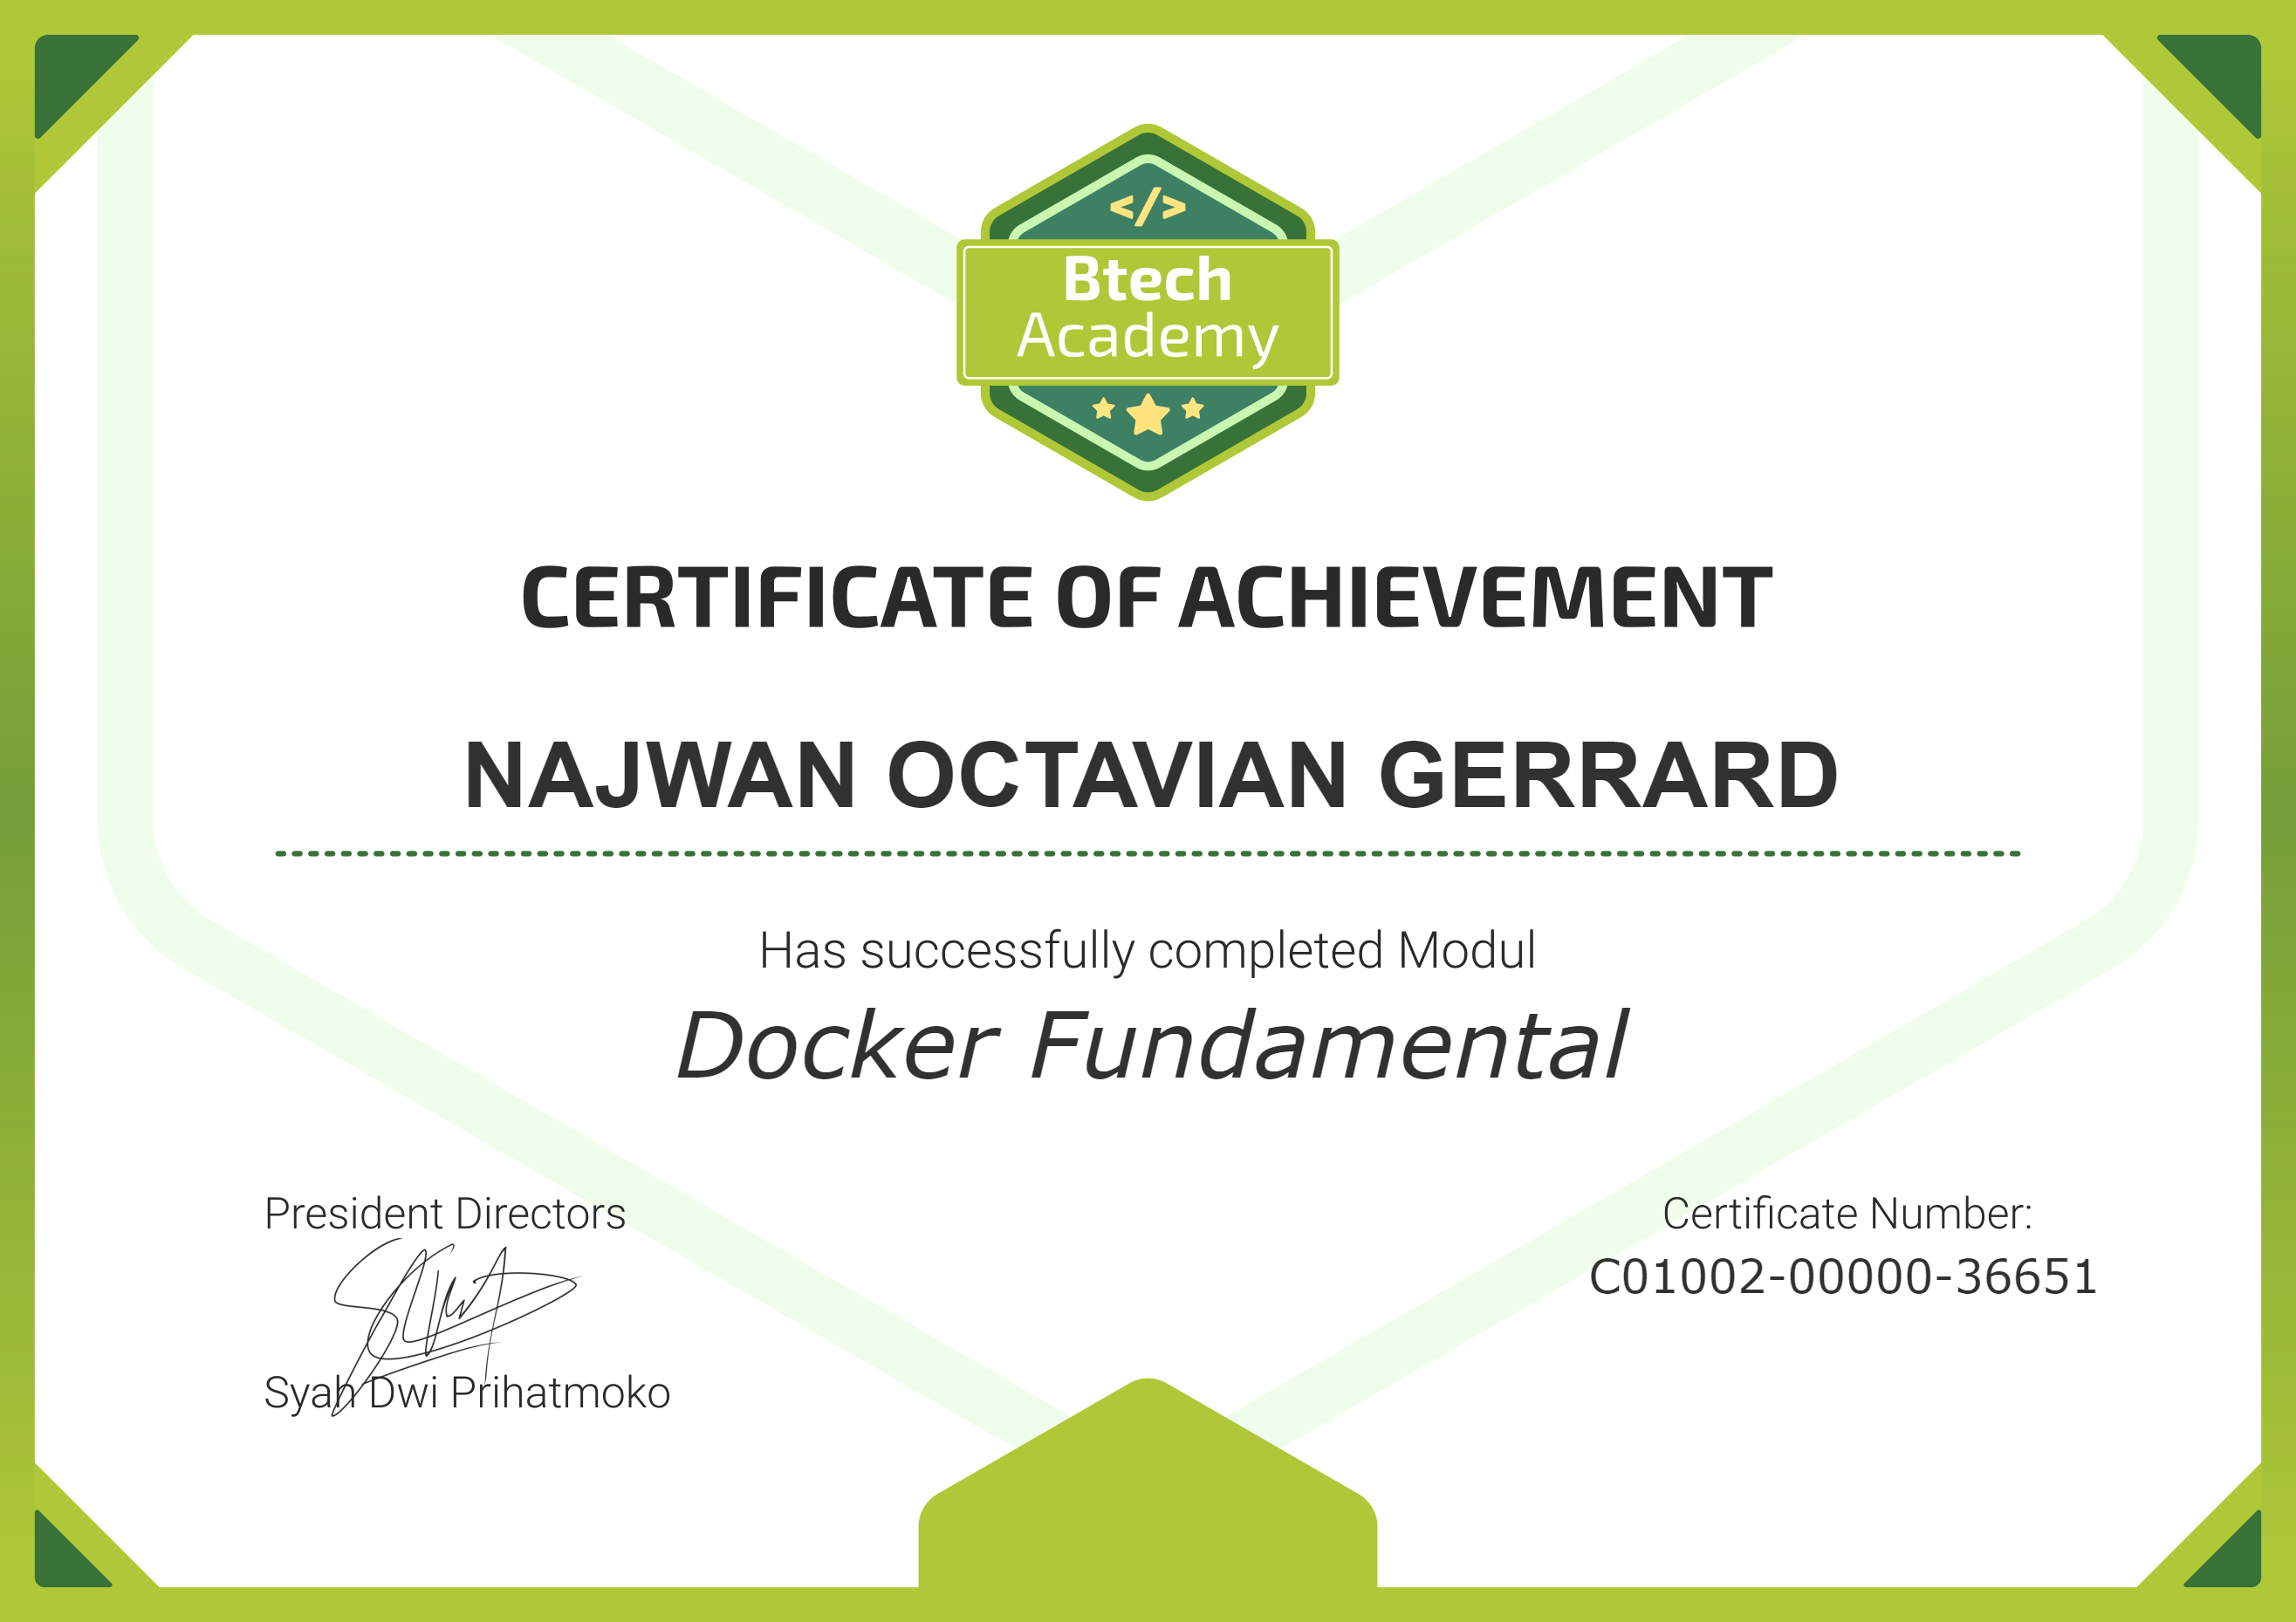 </>
Btech
Academy
CERTIFICATE OF ACHIEVEMENT
NAJWAN OCTAVIAN GERRARD
Has successfully completed Modul
Docker Fundamental
President Directors
Syah Dwi Prihatmoko
Certificate Number:
C01002-00000-36651